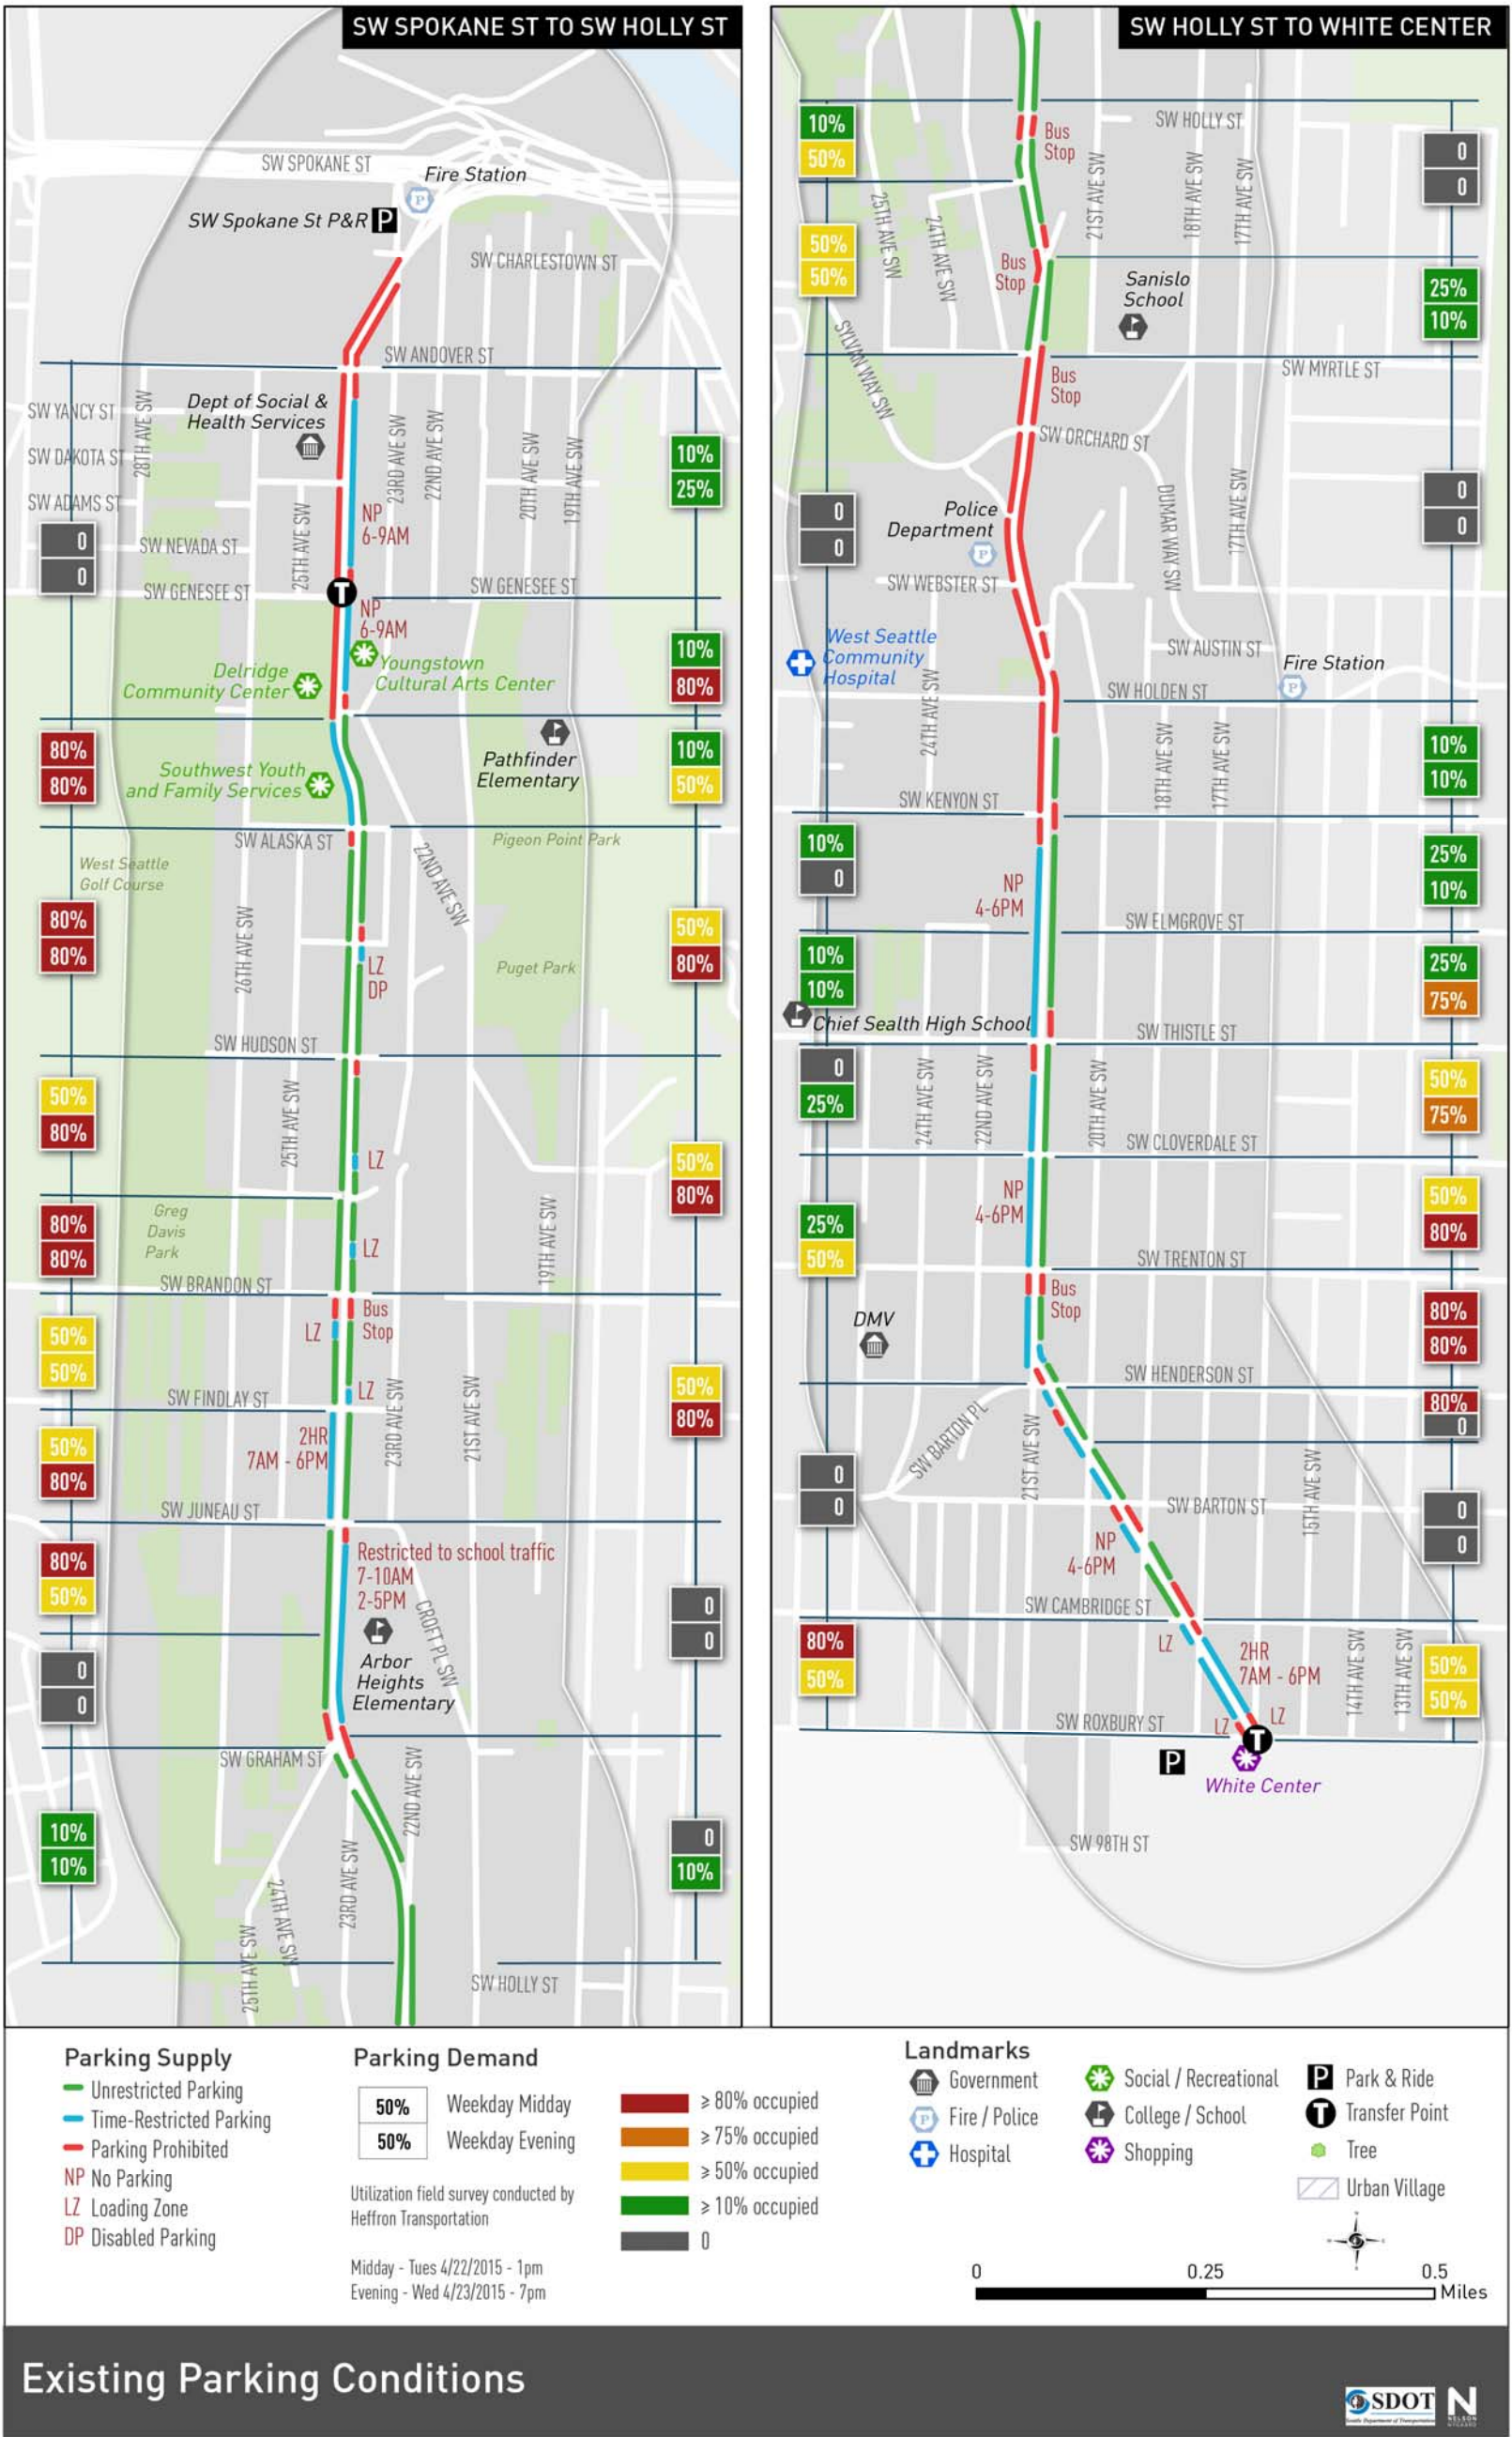 SW SPOKANE ST TO SW HOLLY ST
SW SPOKANE ST
Fire Station
SW Spokane St P&R
P
SW CHARLESTOWN ST
SW ANDOVER ST
SW YANCY ST
28TH AVE SW
Dept of Social &
Health Services
SW DAKOTA ST
23RD AVE SW
22ND AVE SW
20TH AVE SW
19TH AVE SW
10%
25%
SW ADAMS ST
25TH AVE SW
NP
6-9AM
0
0
SW NEVADA ST
SW GENESEE ST
T
SW GENESEE ST
NP
6-9AM
Delridge
Community Center
Youngstown
Cultural Arts Center
10%
80%
80%
80%
Southwest Youth
and Family Services
Pathfinder
Elementary
10%
50%
SW ALASKA ST
Pigeon Point Park
West Seattle
Golf Course
22ND AVE SW
80%
80%
26TH AVE SW
LZ
DP
Puget Park
50%
80%
SW HUDSON ST
50%
80%
25TH AVE SW
LZ
50%
80%
80%
80%
Greg
Davis
Park
LZ
19TH AVE SW
SW BRANDON ST
50%
50%
LZ
Bus
Stop
SW FINDLAY ST
LZ
23RD AVE SW
21ST AVE SW
50%
80%
50%
80%
2HR
7AM - 6PM
SW JUNEAU ST
80%
50%
Restricted to school traffic
7-10AM
2-5PM
CROFT PL SW
0
0
Arbor
Heights
Elementary
0
0
SW GRAHAM ST
22ND AVE SW
10%
10%
23RD AVE SW
24TH AVE SW
25TH AVE SW
0
10%
SW HOLLY ST
SW HOLLY ST TO WHITE CENTER
10%
50%
Bus
Stop
SW HOLLY ST
0
0
25TH AVE SW
24TH AVE SW
21ST AVE SW
18TH AVE SW
17TH AVE SW
50%
50%
Bus
Stop
Sanislo
School
25%
10%
SYLVAN WAY SW
SW MYRTLE ST
Bus
Stop
SW ORCHARD ST
DUMAR WAY SW
17TH AVE SW
0
0
0
0
Police
Department
SW WEBSTER ST
West Seattle
Community
Hospital
SW AUSTIN ST
Fire Station
24TH AVE SW
SW HOLDEN ST
18TH AVE SW
17TH AVE SW
10%
10%
SW KENYON ST
10%
0
NP
4-6PM
25%
10%
SW ELMGROVE ST
10%
10%
25%
75%
Chief Sealth High School
SW THISTLE ST
0
25%
24TH AVE SW
22ND AVE SW
20TH AVE SW
50%
75%
SW CLOVERDALE ST
NP
4-6PM
25%
50%
50%
80%
SW TRENTON ST
Bus
Stop
DMV
80%
80%
SW HENDERSON ST
80%
0
SW BARTON PL
21ST AVE SW
0
0
SW BARTON ST
15TH AVE SW
0
0
NP
4-6PM
SW CAMBRIDGE ST
80%
50%
LZ
2HR
7AM - 6PM
14TH AVE SW
13TH AVE SW
50%
50%
SW ROXBURY ST
LZ
LZ
T
P
White Center
SW 98TH ST
Parking Supply
Unrestricted Parking
Time-Restricted Parking
Parking Prohibited
NP No Parking
LZ Loading Zone
DP Disabled Parking
Parking Demand
50% Weekday Midday
50% Weekday Evening
Utilization field survey conducted by
Heffron Transportation
Midday - Tues 4/22/2015 - 1pm
Evening - Wed 4/23/2015 - 7pm
≥ 80% occupied
≥ 75% occupied
≥ 50% occupied
≥ 10% occupied
0
Landmarks
Government
Fire / Police
Hospital
Social / Recreational
College / School
Shopping
P Park & Ride
T Transfer Point
Tree
Urban Village
0 0.25 0.5
Miles
Existing Parking Conditions
SDOT
Seattle Department of Transportation
N
NELSON
NYGAARD